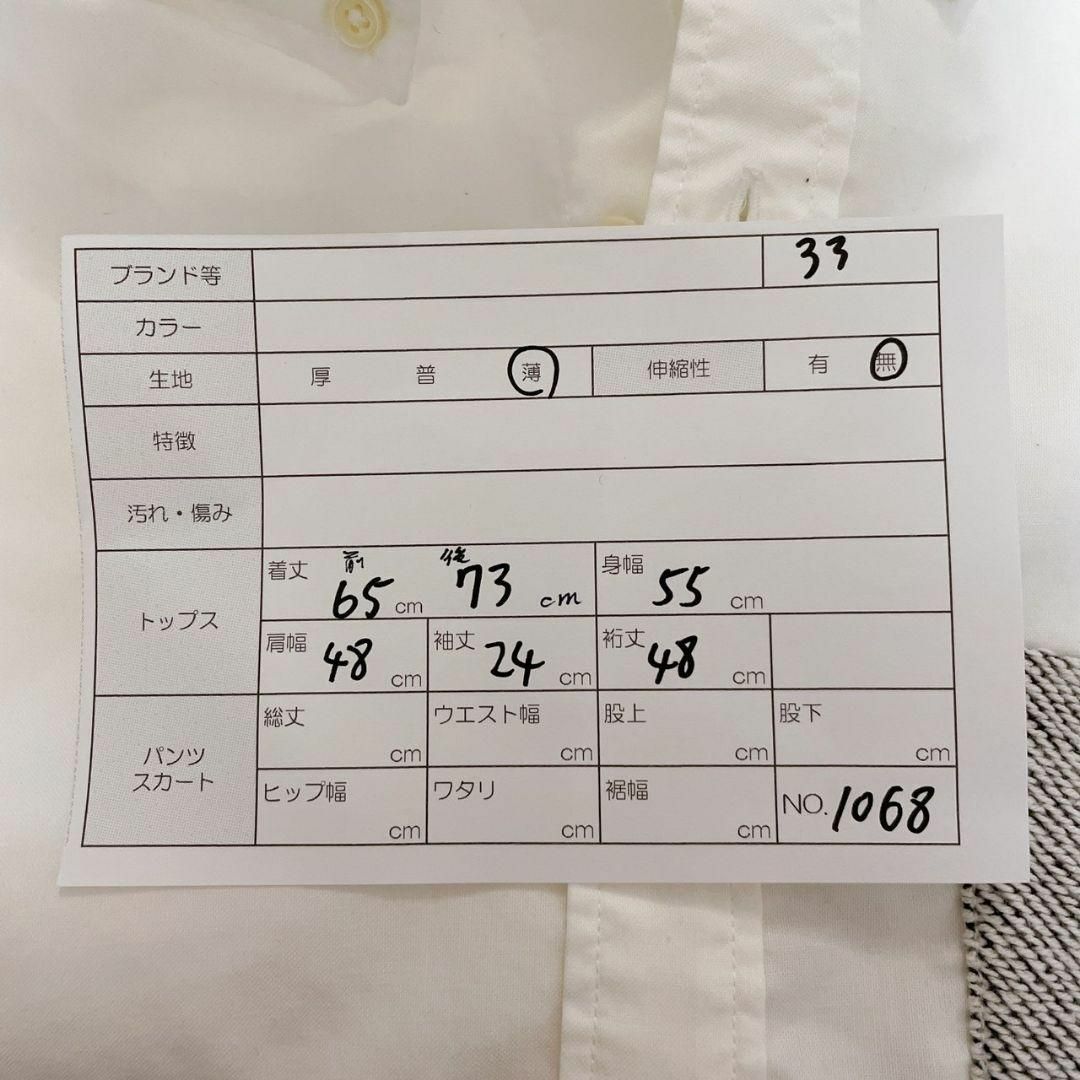 ブランド等 33
カラー
生地 厚 普 薄 伸縮性 有 無
特徴
汚れ・傷み
トップス
着丈 前 65 cm 後 73 cm 身幅 55 cm
肩幅 48 cm 袖丈 24 cm 裄丈 48 cm
パンツ
スカート
総丈 cm ウエスト幅 cm 股上 cm 股下 cm
ヒップ幅 cm ワタリ cm 裾幅 cm NO. 1068